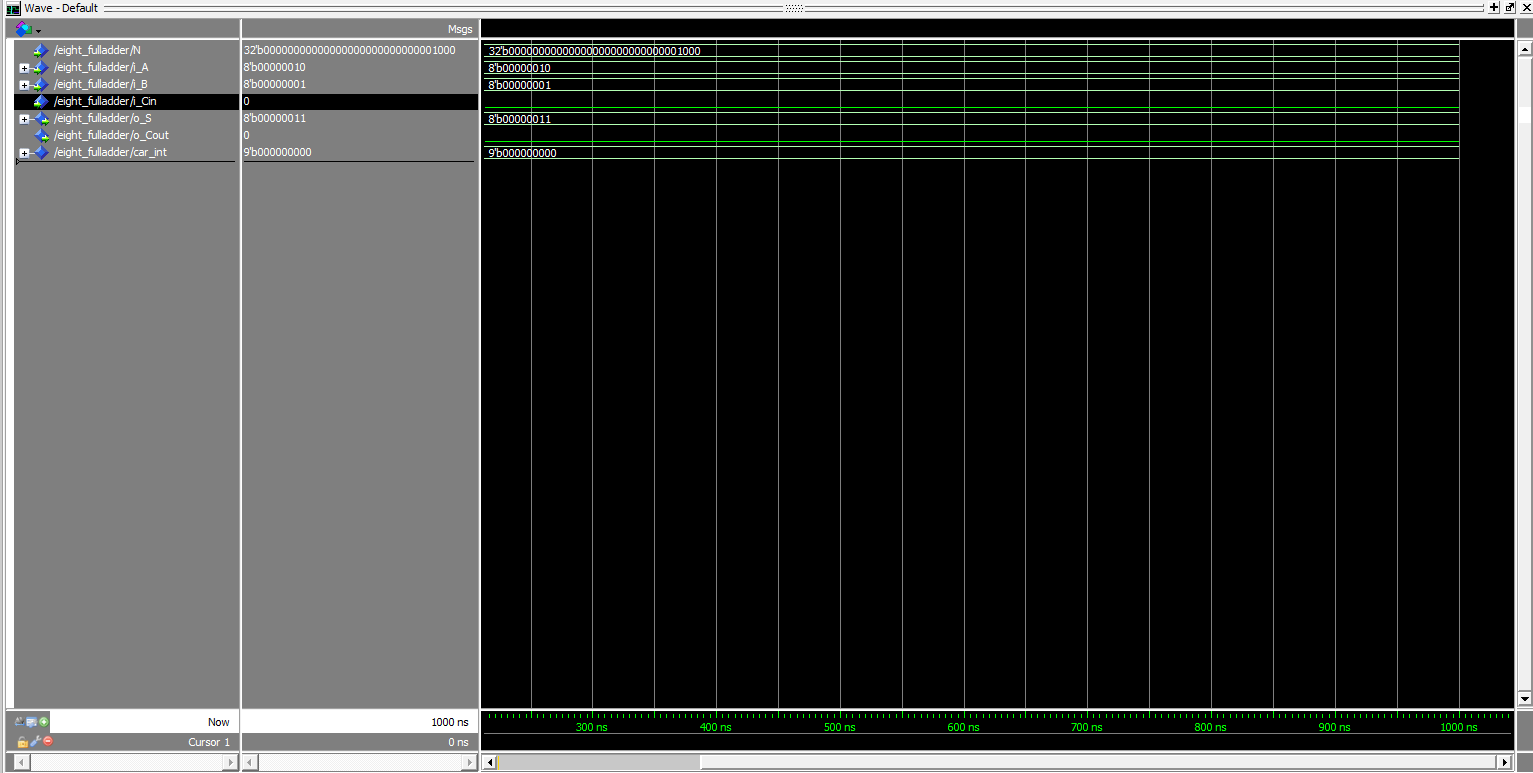 Wave - Default
Msgs
/eight_fulladder/N 32'b00000000000000000000000000001000 32'b00000000000000000000000000001000
/eight_fulladder/i_A 8'b00000010 8'b00000010
/eight_fulladder/i_B 8'b00000001 8'b00000001
/eight_fulladder/i_Cin 0
/eight_fulladder/o_S 8'b00000011 8'b00000011
/eight_fulladder/o_Cout 0
/eight_fulladder/car_int 9'b000000000 9'b000000000
Now 1000 ns
300 ns 400 ns 500 ns 600 ns 700 ns 800 ns 900 ns 1000 ns
Cursor 1 0 ns